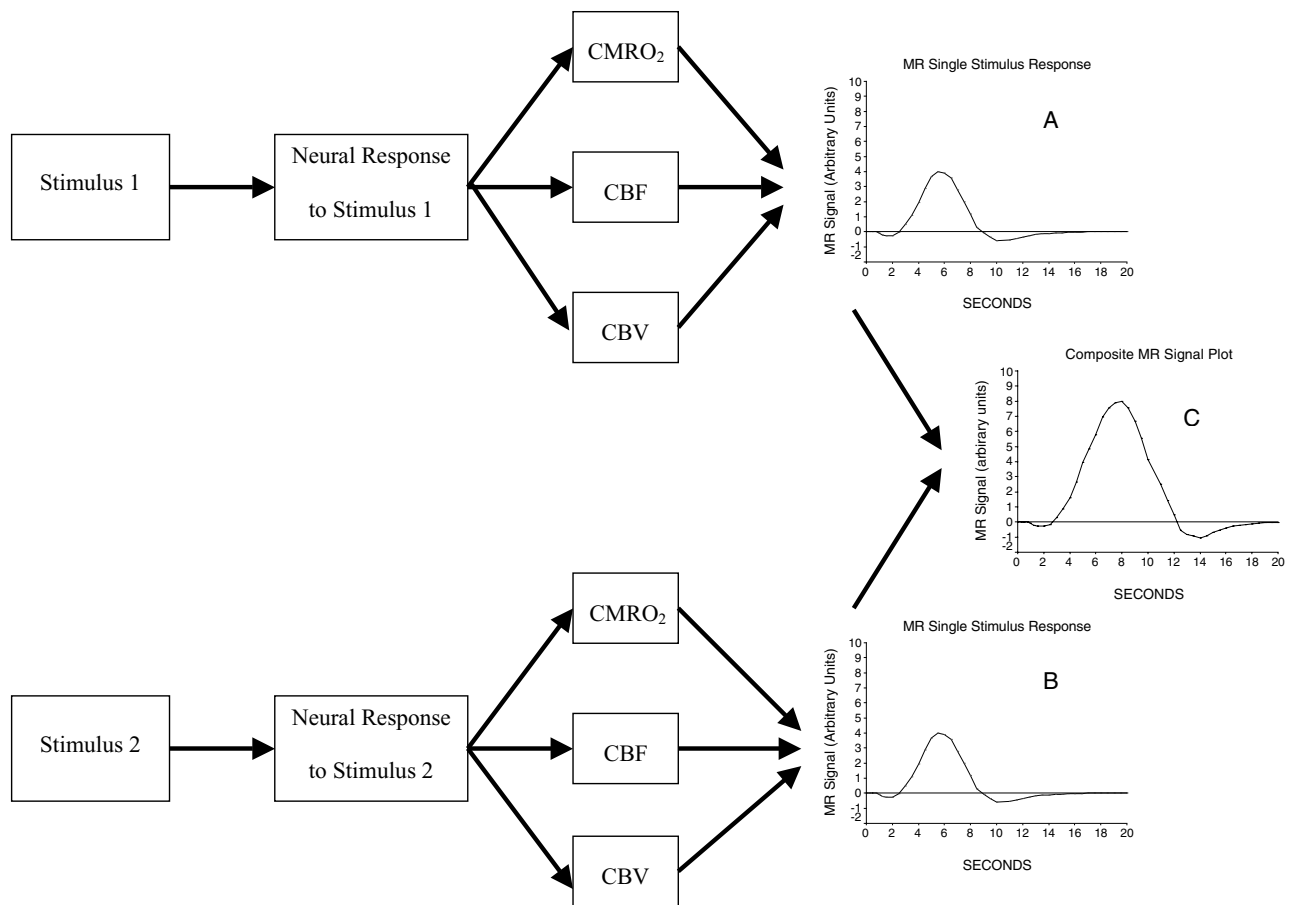 Stimulus 1
Neural Response
to Stimulus 1
CMRO₂
CBF
CBV
MR Single Stimulus Response
A
MR Signal (Arbitrary Units)
10
9
8
7
6
5
4
3
2
1
0
-1
-2
0 2 4 6 8 10 12 14 16 18 20
SECONDS
Composite MR Signal Plot
C
MR Signal (arbirary units)
10
9
8
7
6
5
4
3
2
1
0
-1
-2
0 2 4 6 8 10 12 14 16 18 20
SECONDS
Stimulus 2
Neural Response
to Stimulus 2
CMRO₂
CBF
CBV
MR Single Stimulus Response
B
MR Signal (Arbitrary Units)
10
9
8
7
6
5
4
3
2
1
0
-1
-2
0 2 4 6 8 10 12 14 16 18 20
SECONDS